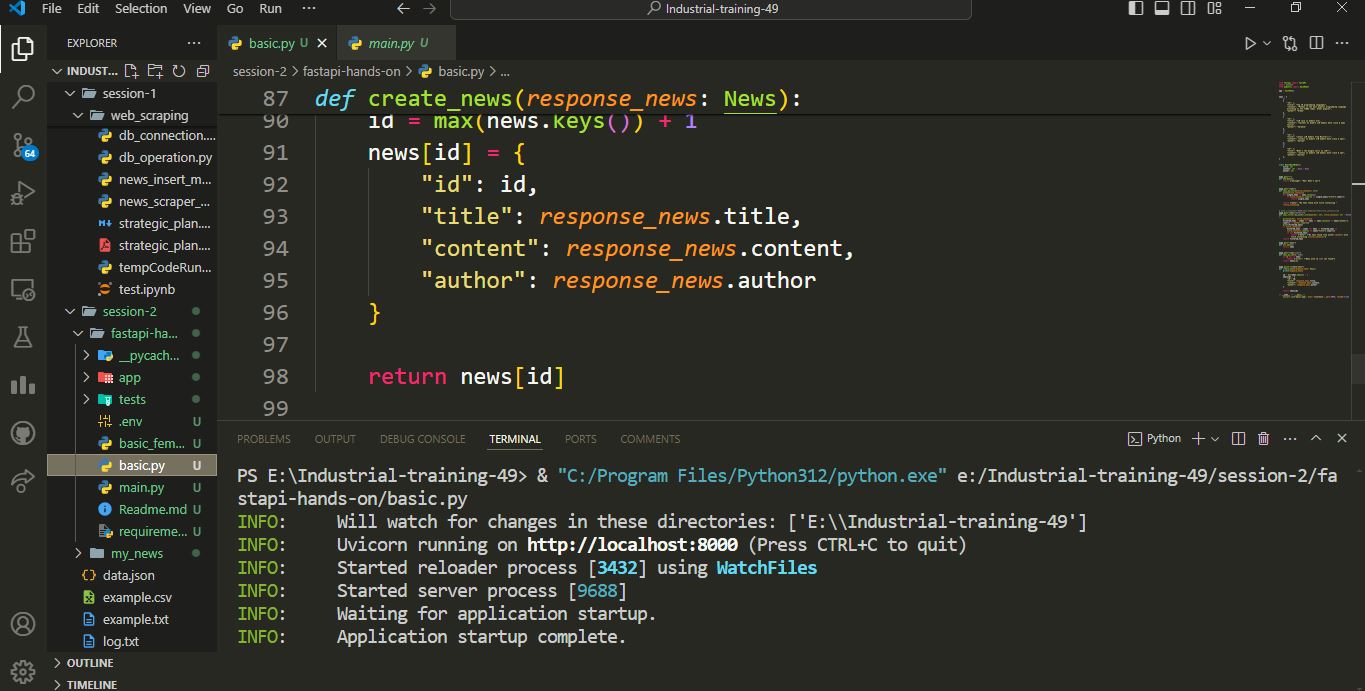 File Edit Selection View Go Run ··· Industrial-training-49
EXPLORER ···
INDUST...
session-1
web_scraping
db_connection....
db_operation.py
news_insert_m...
news_scraper_...
strategic_plan....
strategic_plan....
tempCodeRun...
test.ipynb
session-2
fastapi-ha...
__pycach...
app
tests
.env U
basic_fem... U
basic.py U
main.py U
Readme.md U
requireme... U
my_news
data.json
example.csv
example.txt
log.txt
OUTLINE
TIMELINE
64
basic.py U main.py U
session-2 > fastapi-hands-on > basic.py > ...
87 def create_news(response_news: News):
90 id = max(news.keys()) + 1
91 news[id] = {
92 "id": id,
93 "title": response_news.title,
94 "content": response_news.content,
95 "author": response_news.author
96 }
97
98 return news[id]
99
PROBLEMS OUTPUT DEBUG CONSOLE TERMINAL PORTS COMMENTS Python
PS E:\Industrial-training-49> & "C:/Program Files/Python312/python.exe" e:/Industrial-training-49/session-2/fa
stapi-hands-on/basic.py
INFO: Will watch for changes in these directories: ['E:\\Industrial-training-49']
INFO: Uvicorn running on http://localhost:8000 (Press CTRL+C to quit)
INFO: Started reloader process [3432] using WatchFiles
INFO: Started server process [9688]
INFO: Waiting for application startup.
INFO: Application startup complete.